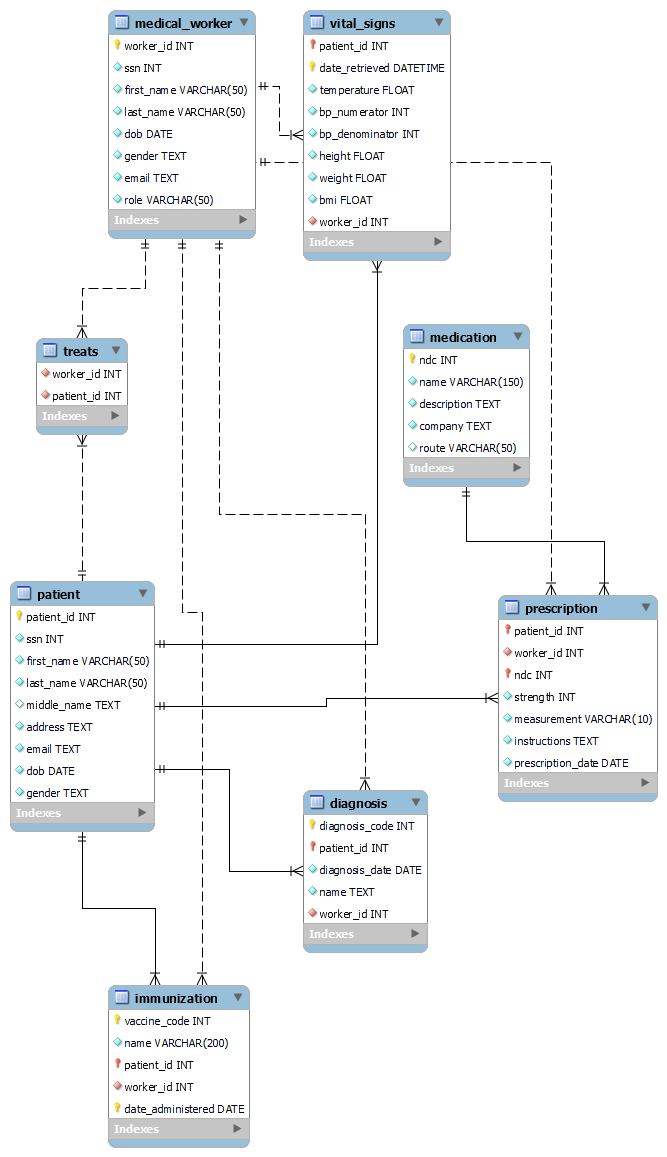 medical_worker
worker_id INT
ssn INT
first_name VARCHAR(50)
last_name VARCHAR(50)
dob DATE
gender TEXT
email TEXT
role VARCHAR(50)
Indexes
vital_signs
patient_id INT
date_retrieved DATETIME
temperature FLOAT
bp_numerator INT
bp_denominator INT
height FLOAT
weight FLOAT
bmi FLOAT
worker_id INT
Indexes
treats
worker_id INT
patient_id INT
Indexes
medication
ndc INT
name VARCHAR(150)
description TEXT
company TEXT
route VARCHAR(50)
Indexes
patient
patient_id INT
ssn INT
first_name VARCHAR(50)
last_name VARCHAR(50)
middle_name TEXT
address TEXT
email TEXT
dob DATE
gender TEXT
Indexes
prescription
patient_id INT
worker_id INT
ndc INT
strength INT
measurement VARCHAR(10)
instructions TEXT
prescription_date DATE
Indexes
diagnosis
diagnosis_code INT
patient_id INT
diagnosis_date DATE
name TEXT
worker_id INT
Indexes
immunization
vaccine_code INT
name VARCHAR(200)
patient_id INT
worker_id INT
date_administered DATE
Indexes